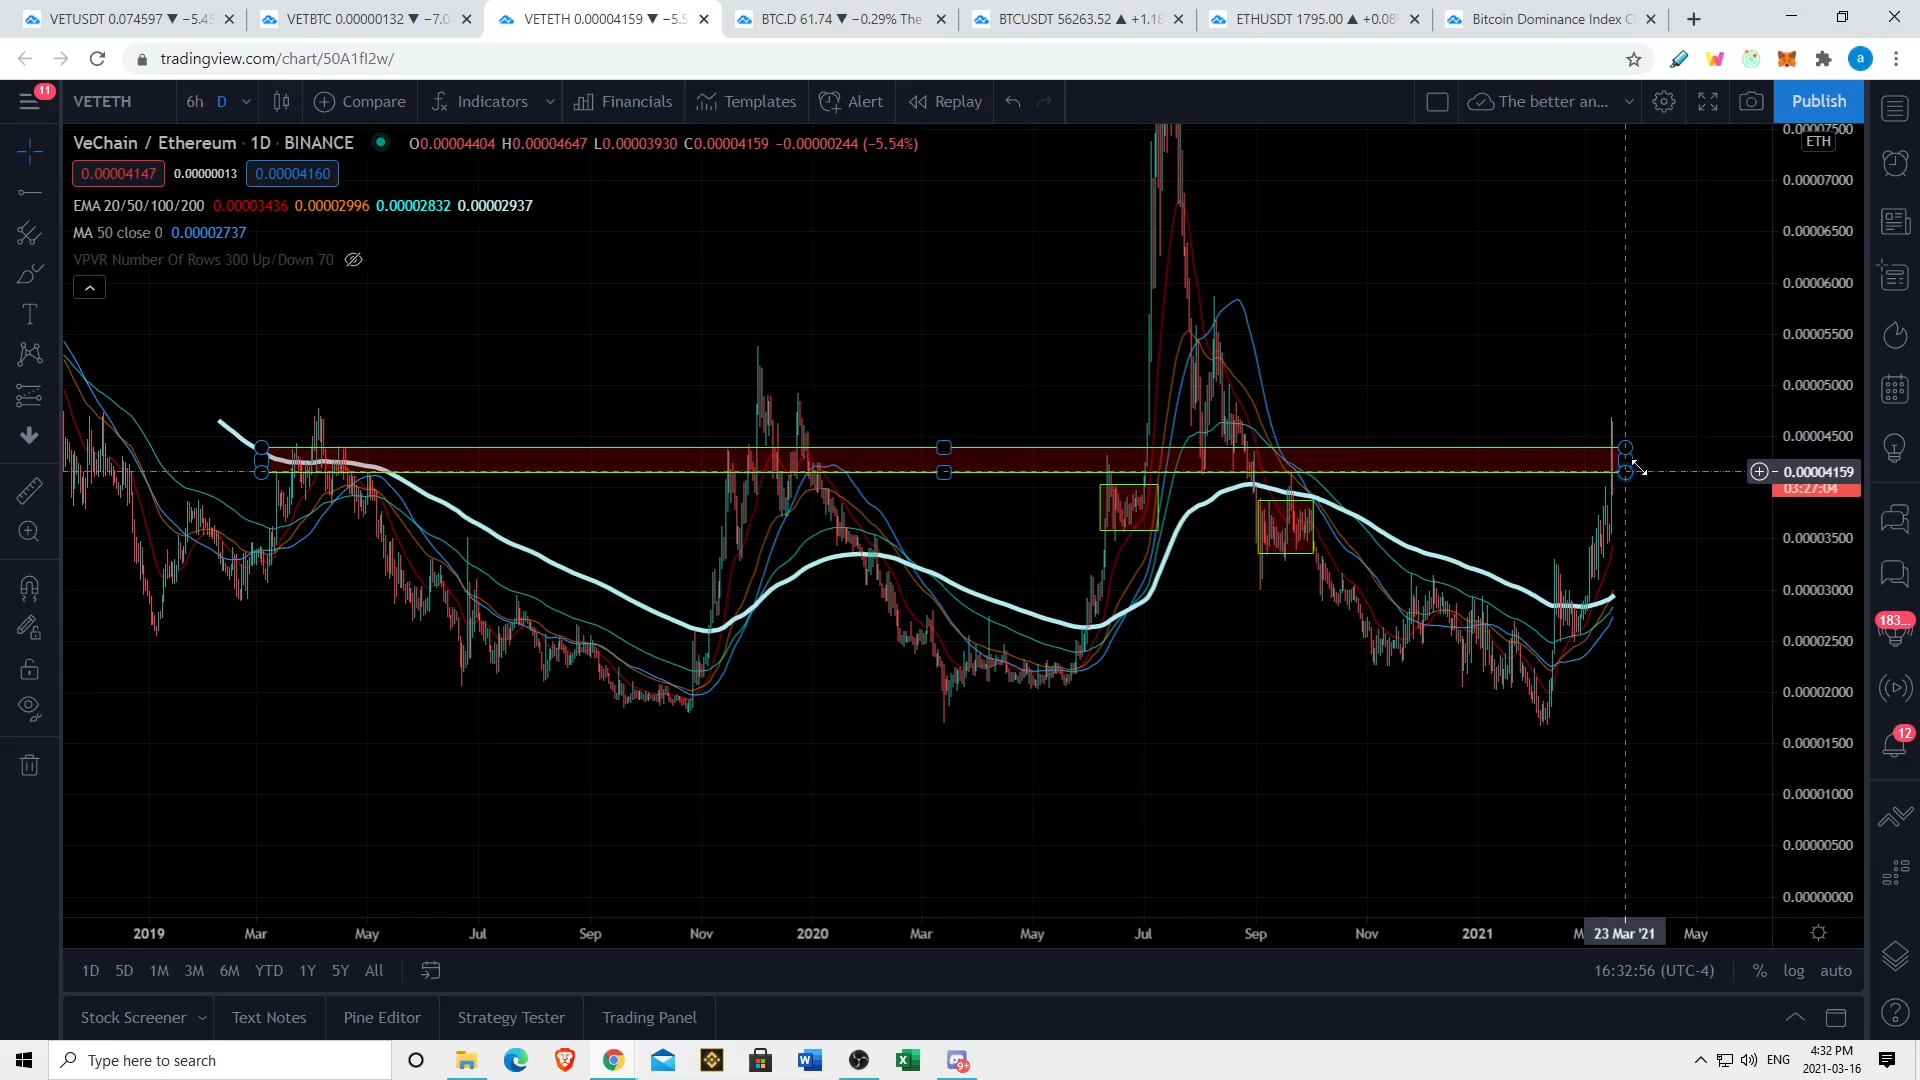 VETUSDT 0.074597 ▼ −5.45
VETBTC 0.00000132 ▼ −7.0
VETETH 0.00004159 ▼ −5.5
BTC.D 61.74 ▼ −0.29% The
BTCUSDT 56263.52 ▲ +1.18
ETHUSDT 1795.00 ▲ +0.08
Bitcoin Dominance Index C
tradingview.com/chart/50A1fI2w/
a
11
VETETH
6h
D
Compare
Indicators
Financials
Templates
Alert
Replay
The better an...
Publish
VeChain / Ethereum · 1D · BINANCE
O0.00004404 H0.00004647 L0.00003930 C0.00004159 −0.00000244 (−5.54%)
0.00004147
0.00000013
0.00004160
EMA 20/50/100/200 0.00003436 0.00002996 0.00002832 0.00002937
MA 50 close 0 0.00002737
VPVR Number Of Rows 300 Up/Down 70
0.00007500
ETH
0.00007000
0.00006500
0.00006000
0.00005500
0.00005000
0.00004500
0.00004159
03:27:04
0.00003500
0.00003000
0.00002500
0.00002000
0.00001500
0.00001000
0.00000500
0.00000000
183...
12
2019
Mar
May
Jul
Sep
Nov
2020
Mar
May
Jul
Sep
Nov
2021
23 Mar '21
May
1D
5D
1M
3M
6M
YTD
1Y
5Y
All
16:32:56 (UTC-4)
%
log
auto
Stock Screener
Text Notes
Pine Editor
Strategy Tester
Trading Panel
Type here to search
9+
ENG
4:32 PM
2021-03-16